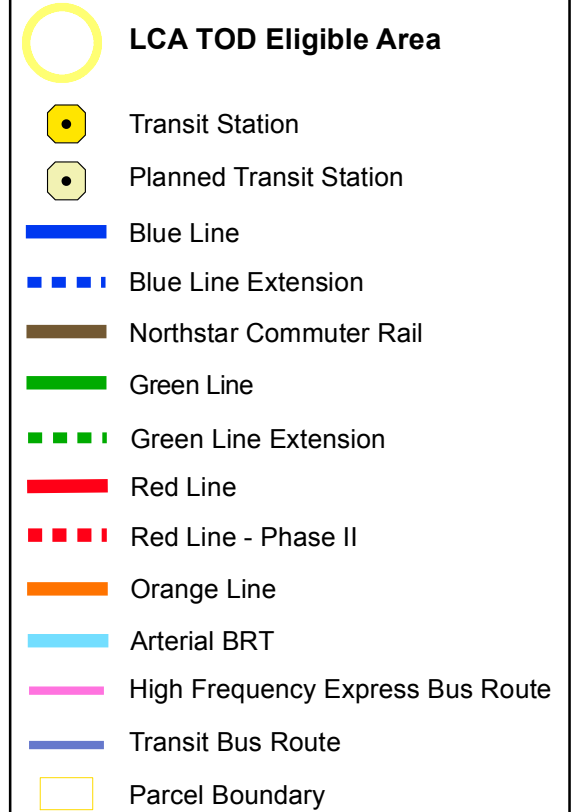 LCA TOD Eligible Area
Transit Station
Planned Transit Station
Blue Line
Blue Line Extension
Northstar Commuter Rail
Green Line
Green Line Extension
Red Line
Red Line - Phase II
Orange Line
Arterial BRT
High Frequency Express Bus Route
Transit Bus Route
Parcel Boundary